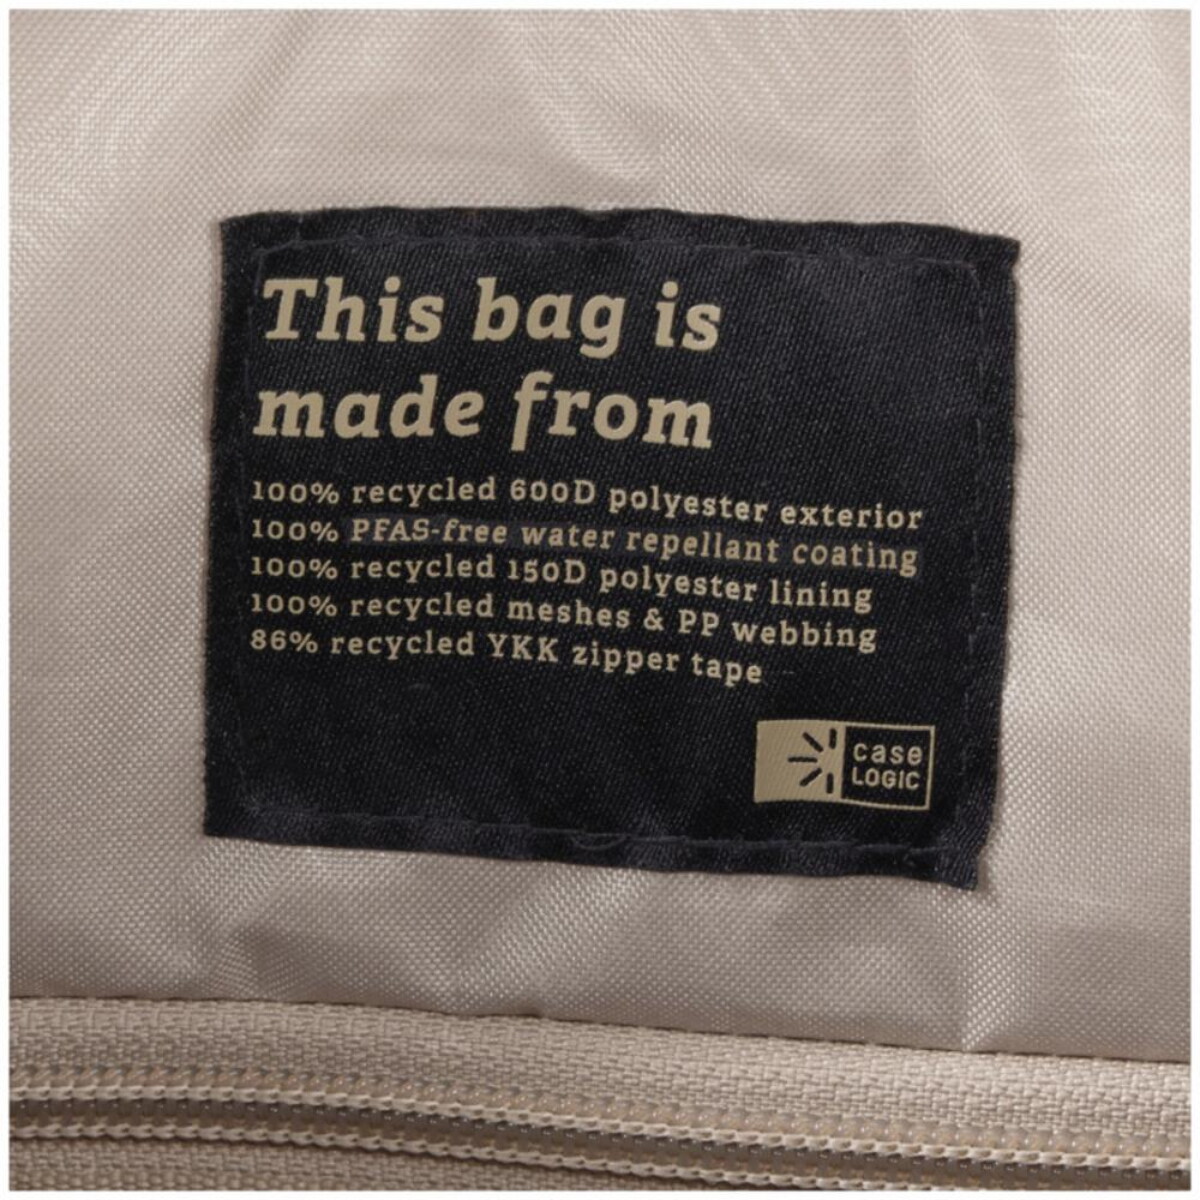 This bag is
made from
100% recycled 600D polyester exterior
100% PFAS-free water repellant coating
100% recycled 150D polyester lining
100% recycled meshes & PP webbing
86% recycled YKK zipper tape
case
LOGIC